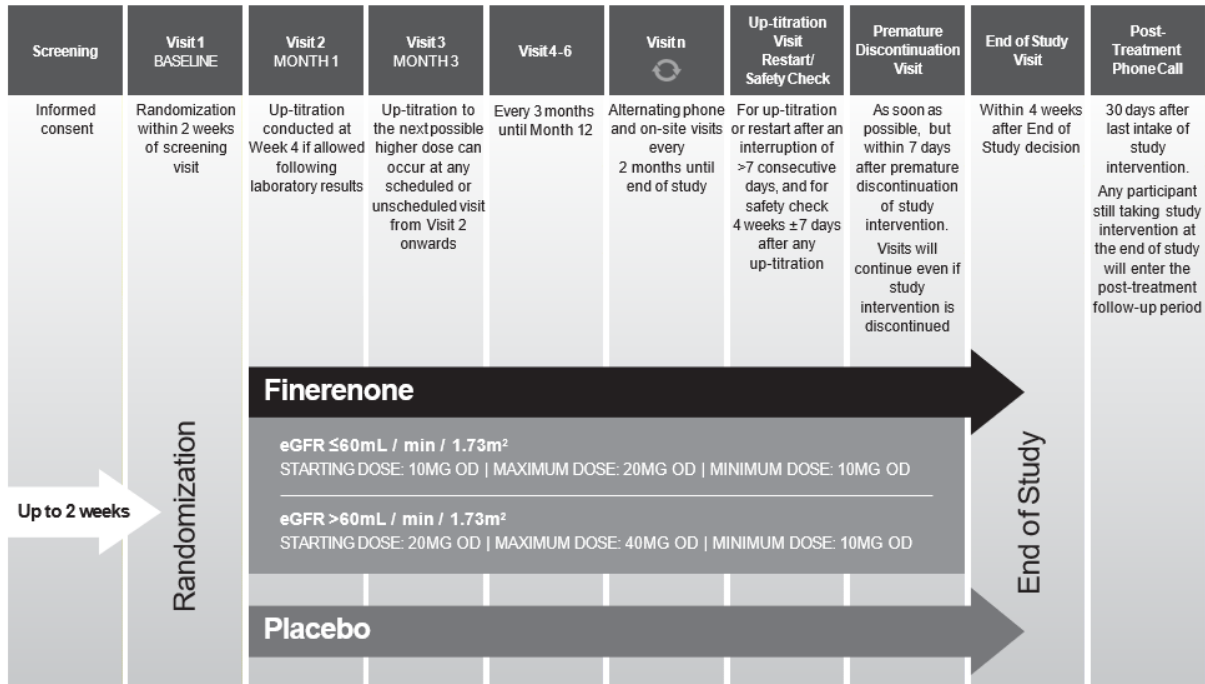 Screening
Visit 1
BASELINE
Visit 2
MONTH 1
Visit 3
MONTH 3
Visit 4-6
Visit n
Up-titration
Visit
Restart/
Safety Check
Premature
Discontinuation
Visit
End of Study
Visit
Post-
Treatment
Phone Call
Informed
consent
Randomization
within 2 weeks
of screening
visit
Up-titration
conducted at
Week 4 if allowed
following
laboratory results
Up-titration to
the next possible
higher dose can
occur at any
scheduled or
unscheduled visit
from Visit 2
onwards
Every 3 months
until Month 12
Alternating phone
and on-site visits
every
2 months until
end of study
For up-titration
or restart after an
interruption of
>7 consecutive
days, and for
safety check
4 weeks ±7 days
after any
up-titration
As soon as
possible, but
within 7 days
after premature
discontinuation
of study
intervention.
Visits will
continue even if
study
intervention is
discontinued
Within 4 weeks
after End of
Study decision
30 days after
last intake of
study
intervention.
Any participant
still taking study
intervention at
the end of study
will enter the
post-treatment
follow-up period
Up to 2 weeks
Randomization
Finerenone
eGFR ≤60mL / min / 1.73m²
STARTING DOSE: 10MG OD | MAXIMUM DOSE: 20MG OD | MINIMUM DOSE: 10MG OD
eGFR >60mL / min / 1.73m²
STARTING DOSE: 20MG OD | MAXIMUM DOSE: 40MG OD | MINIMUM DOSE: 10MG OD
Placebo
End of Study